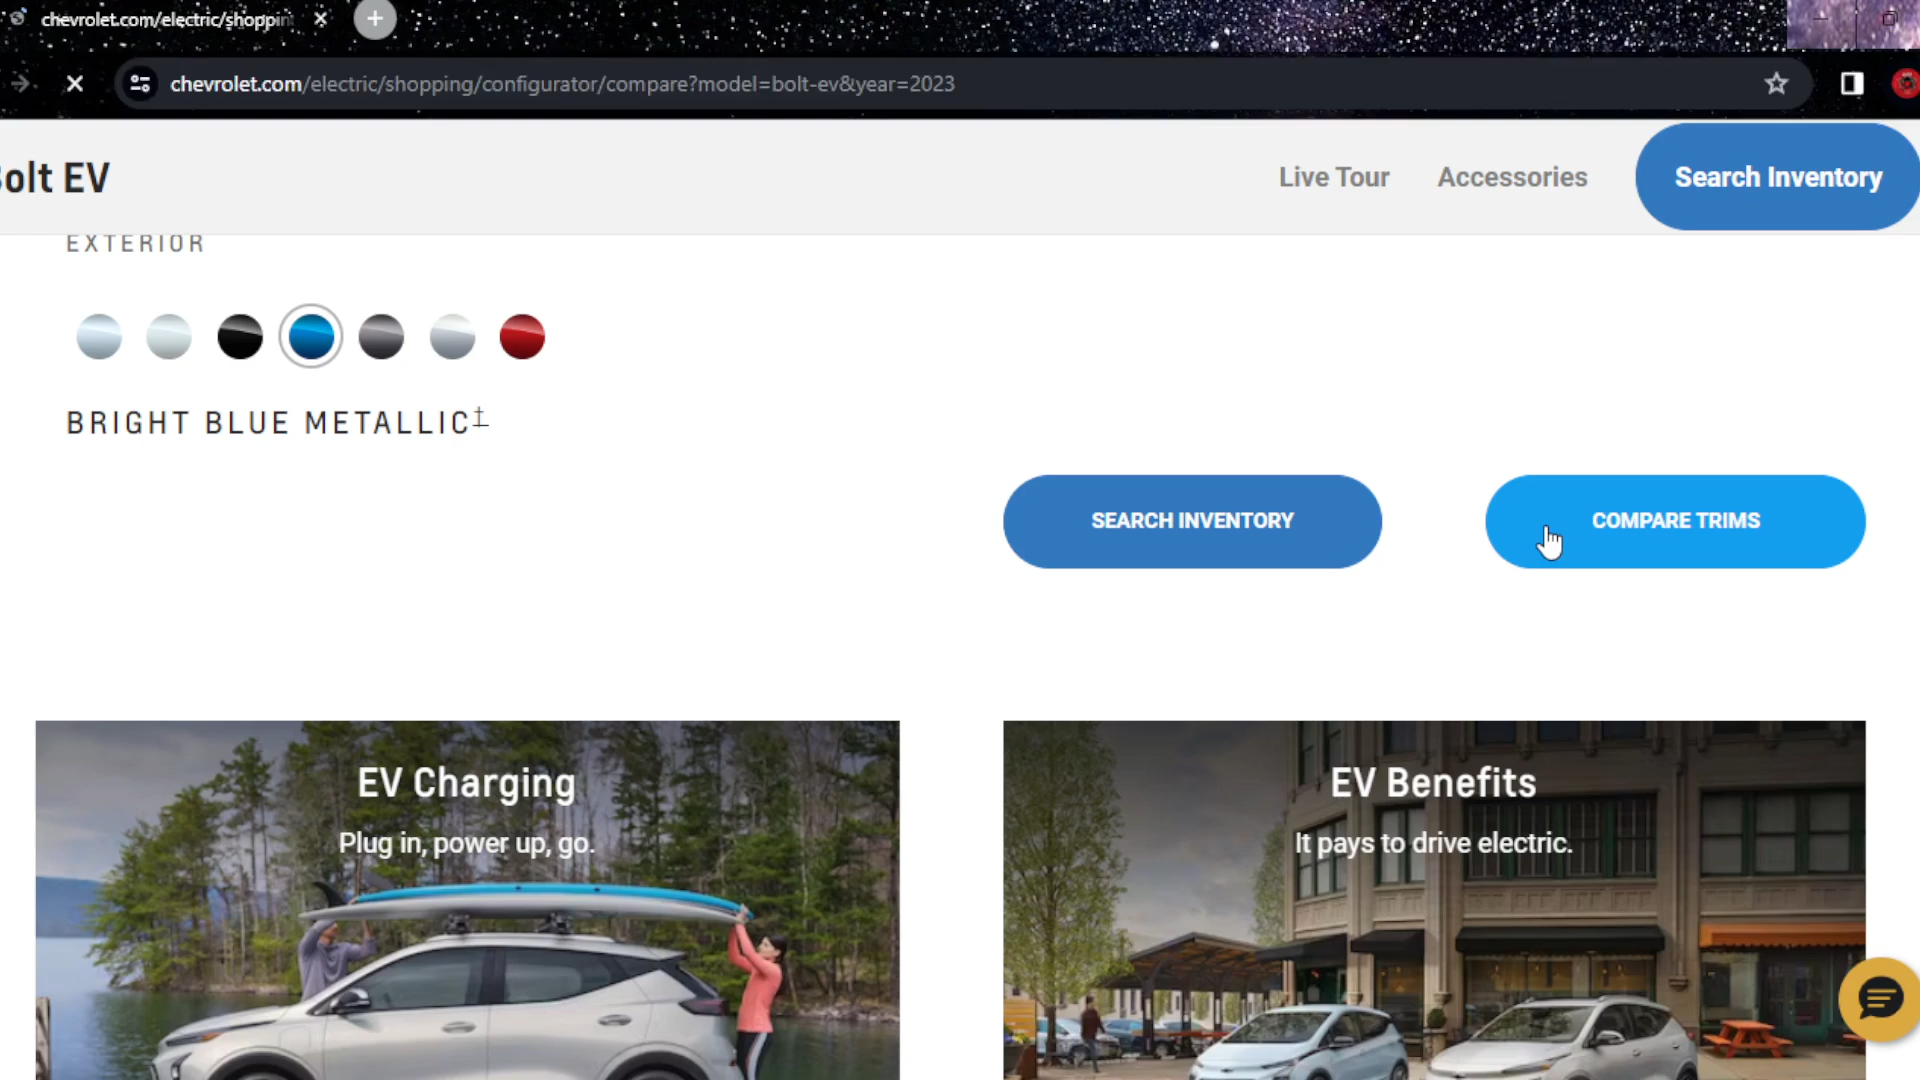 chevrolet.com/electric/shoppin
chevrolet.com/electric/shopping/configurator/compare?model=bolt-ev&year=2023
olt EV
Live Tour
Accessories
Search Inventory
EXTERIOR
BRIGHT BLUE METALLIC‡
SEARCH INVENTORY
COMPARE TRIMS
EV Charging
Plug in, power up, go.
EV Benefits
It pays to drive electric.